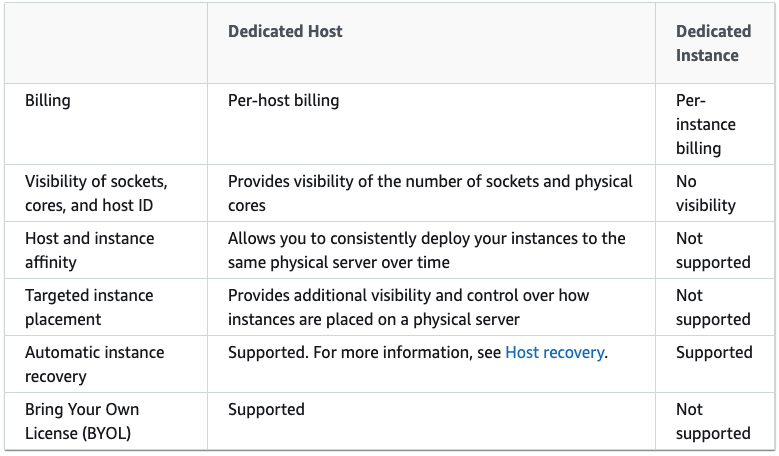 Dedicated Host
Dedicated
Instance
Billing
Per-host billing
Per-
instance
billing
Visibility of sockets,
cores, and host ID
Provides visibility of the number of sockets and physical
cores
No
visibility
Host and instance
affinity
Allows you to consistently deploy your instances to the
same physical server over time
Not
supported
Targeted instance
placement
Provides additional visibility and control over how
instances are placed on a physical server
Not
supported
Automatic instance
recovery
Supported. For more information, see Host recovery.
Supported
Bring Your Own
License (BYOL)
Supported
Not
supported